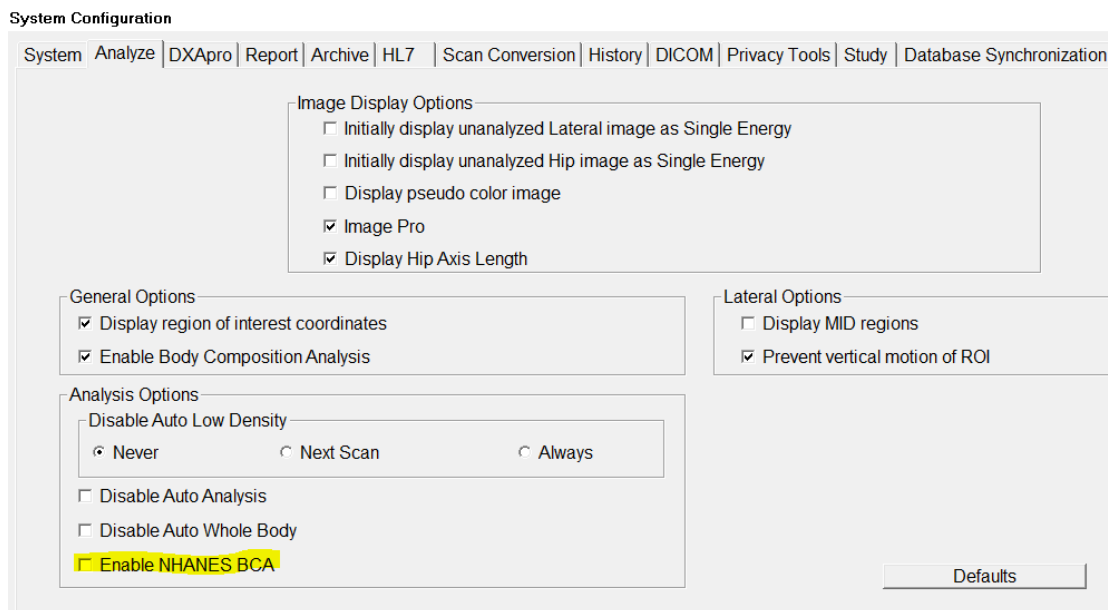 System Configuration
System Analyze DXApro Report Archive HL7 Scan Conversion History DICOM Privacy Tools Study Database Synchronization
Image Display Options
Initially display unanalyzed Lateral image as Single Energy
Initially display unanalyzed Hip image as Single Energy
Display pseudo color image
Image Pro
Display Hip Axis Length
General Options
Display region of interest coordinates
Enable Body Composition Analysis
Lateral Options
Display MID regions
Prevent vertical motion of ROI
Analysis Options
Disable Auto Low Density
Never Next Scan Always
Disable Auto Analysis
Disable Auto Whole Body
Enable NHANES BCA
Defaults